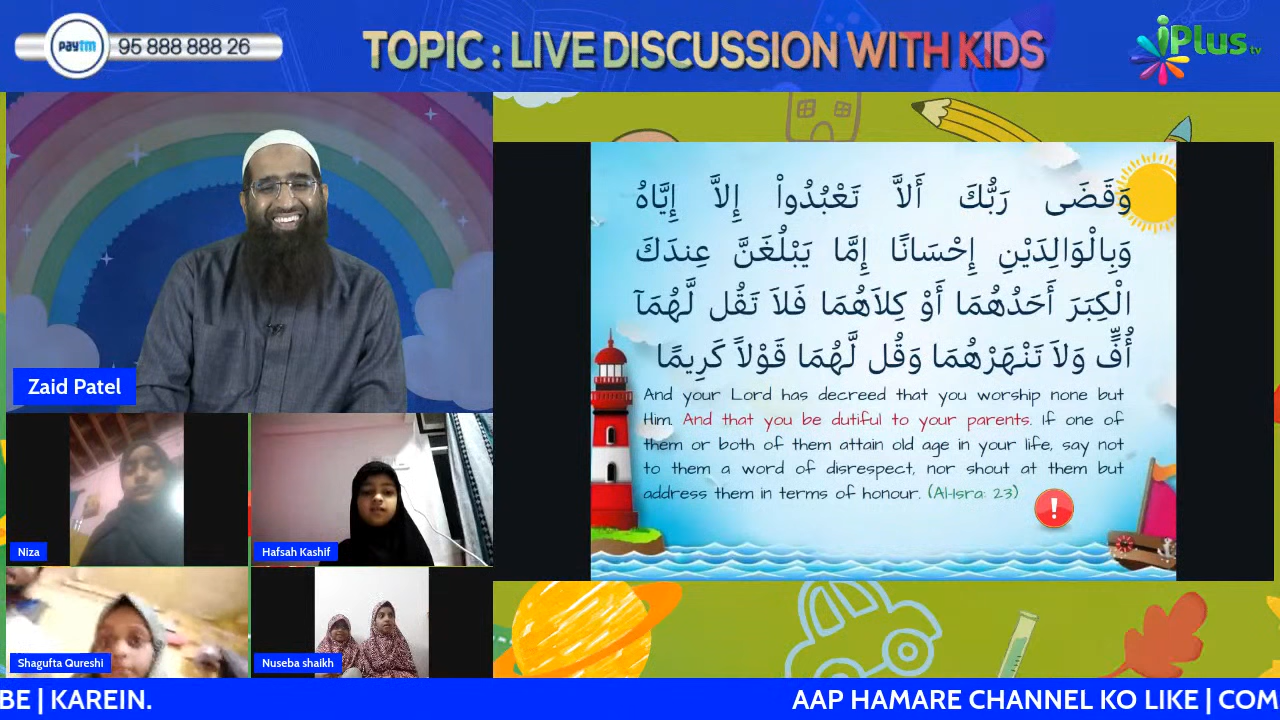 paytm 95 888 888 26
TOPIC : LIVE DISCUSSION WITH KIDS
iPlus tv
وَقَضَى رَبُّكَ أَلاَّ تَعْبُدُواْ إِلاَّ إِيَّاهُ
وَبِالْوَالِدَيْنِ إِحْسَانًا إِمَّا يَبْلُغَنَّ عِندَكَ
الْكِبَرَ أَحَدُهُمَا أَوْ كِلاَهُمَا فَلاَ تَقُل لَّهُمَآ
أُفٍّ وَلاَ تَنْهَرْهُمَا وَقُل لَّهُمَا قَوْلاً كَرِيمًا
And your Lord has decreed that you worship none but
Him. And that you be dutiful to your parents. If one of
them or both of them attain old age in your life, say not
to them a word of disrespect, nor shout at them but
address them in terms of honour. (Al-Isra: 23)
!
Zaid Patel
Niza
Hafsah Kashif
Shagufta Qureshi
Nuseba shaikh
BE | KAREIN.
AAP HAMARE CHANNEL KO LIKE | COM